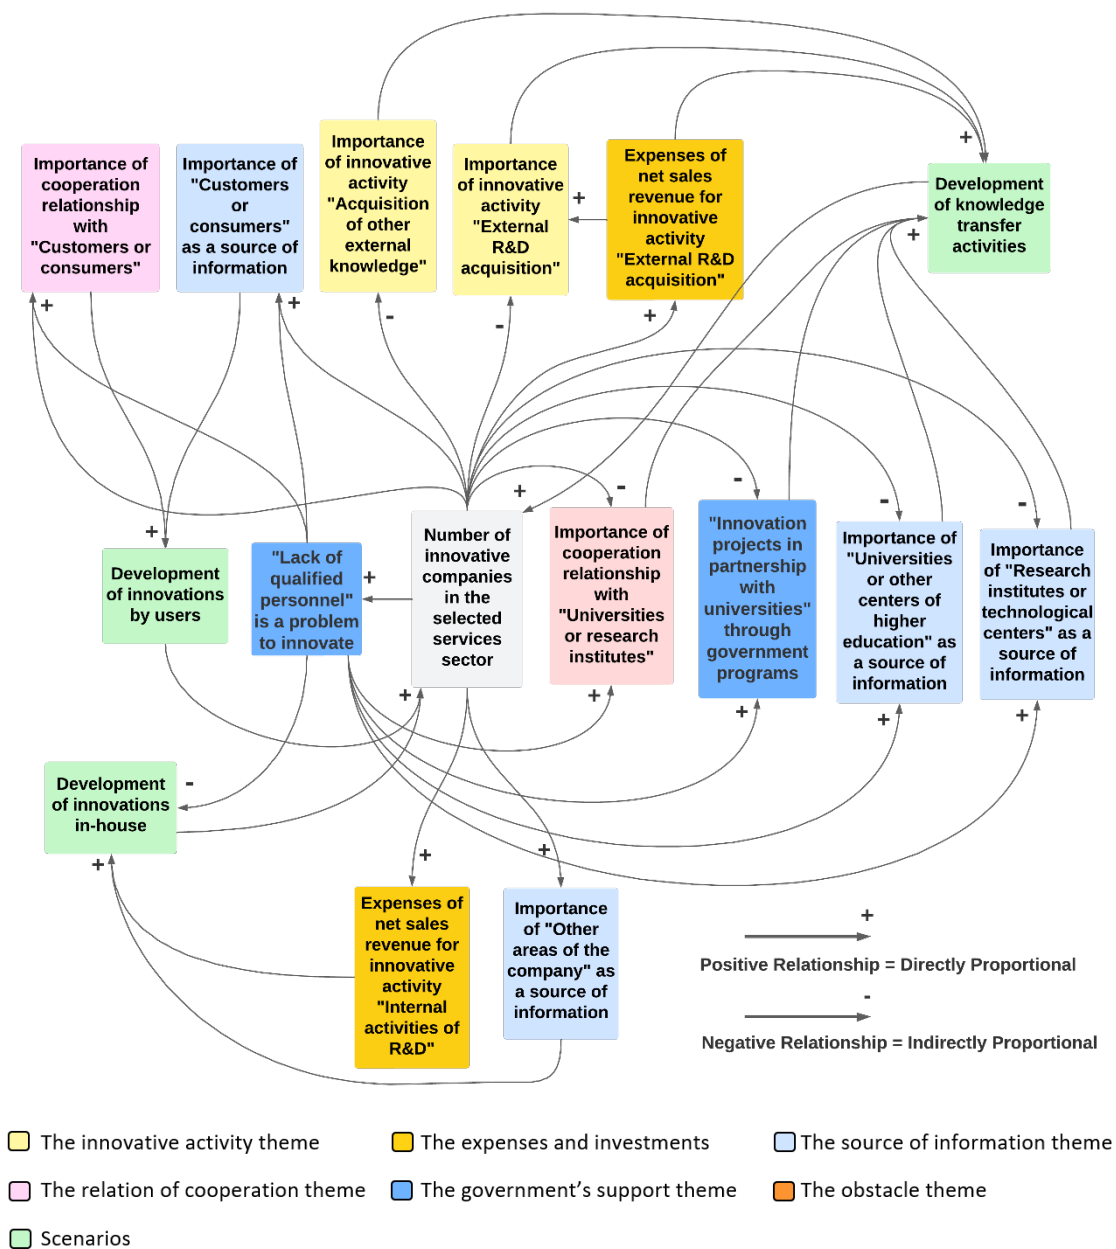 Importance of
cooperation
relationship
with
"Customers or
consumers"
Importance of
"Customers
or
consumers"
as a source of
information
Importance
of innovative
activity
"Acquisition
of other
external
knowledge"
Importance
of innovative
activity
"External
R&D
acquisition"
Expenses of
net sales
revenue for
innovative
activity
"External R&D
acquisition"
Development
of knowledge
transfer
activities
+
+
+
+
+
-
-
+
+
-
-
-
-
Development
of innovations
by users
+
"Lack of
qualified
personnel"
is a problem
to innovate
+
Number of
innovative
companies
in the
selected
services
sector
+
Importance of
cooperation
relationship
with
"Universities
or research
institutes"
"Innovation
projects in
partnership
with
universities"
through
government
programs
Importance of
"Universities
or other
centers of
higher
education" as
a source of
information
Importance
of "Research
institutes or
technological
centers" as a
source of
information
+
+
+
+
+
Development
of innovations
in-house
-
+
+
+
Expenses of
net sales
revenue for
innovative
activity
"Internal
activities of
R&D"
Importance
of "Other
areas of the
company" as
a source of
information
+
Positive Relationship = Directly Proportional
-
Negative Relationship = Indirectly Proportional
The innovative activity theme
The expenses and investments
The source of information theme
The relation of cooperation theme
The government’s support theme
The obstacle theme
Scenarios